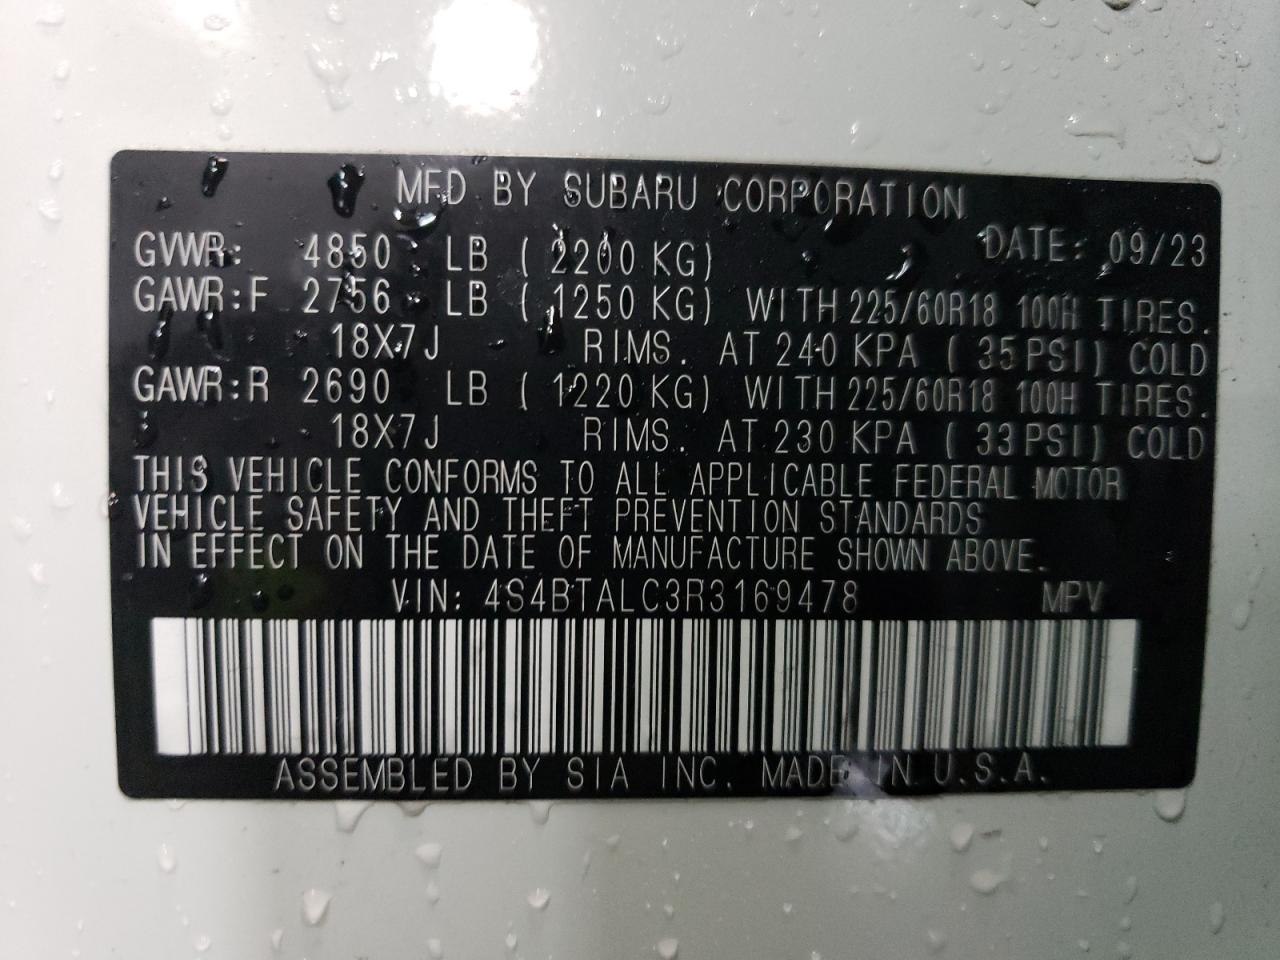 MFD BY SUBARU CORPORATION
DATE: 09/23
GVWR: 4850 LB ( 2200 KG)
GAWR:F 2756 LB ( 1250 KG) WITH 225/60R18 100H TIRES.
18X7J RIMS. AT 240 KPA ( 35 PSI) COLD
GAWR:R 2690 LB ( 1220 KG) WITH 225/60R18 100H TIRES.
18X7J RIMS. AT 230 KPA ( 33 PSI) COLD
THIS VEHICLE CONFORMS TO ALL APPLICABLE FEDERAL MOTOR
VEHICLE SAFETY AND THEFT PREVENTION STANDARDS
IN EFFECT ON THE DATE OF MANUFACTURE SHOWN ABOVE.
VIN: 4S4BTALC3R3169478 MPV
ASSEMBLED BY SIA INC. MADE IN U.S.A.